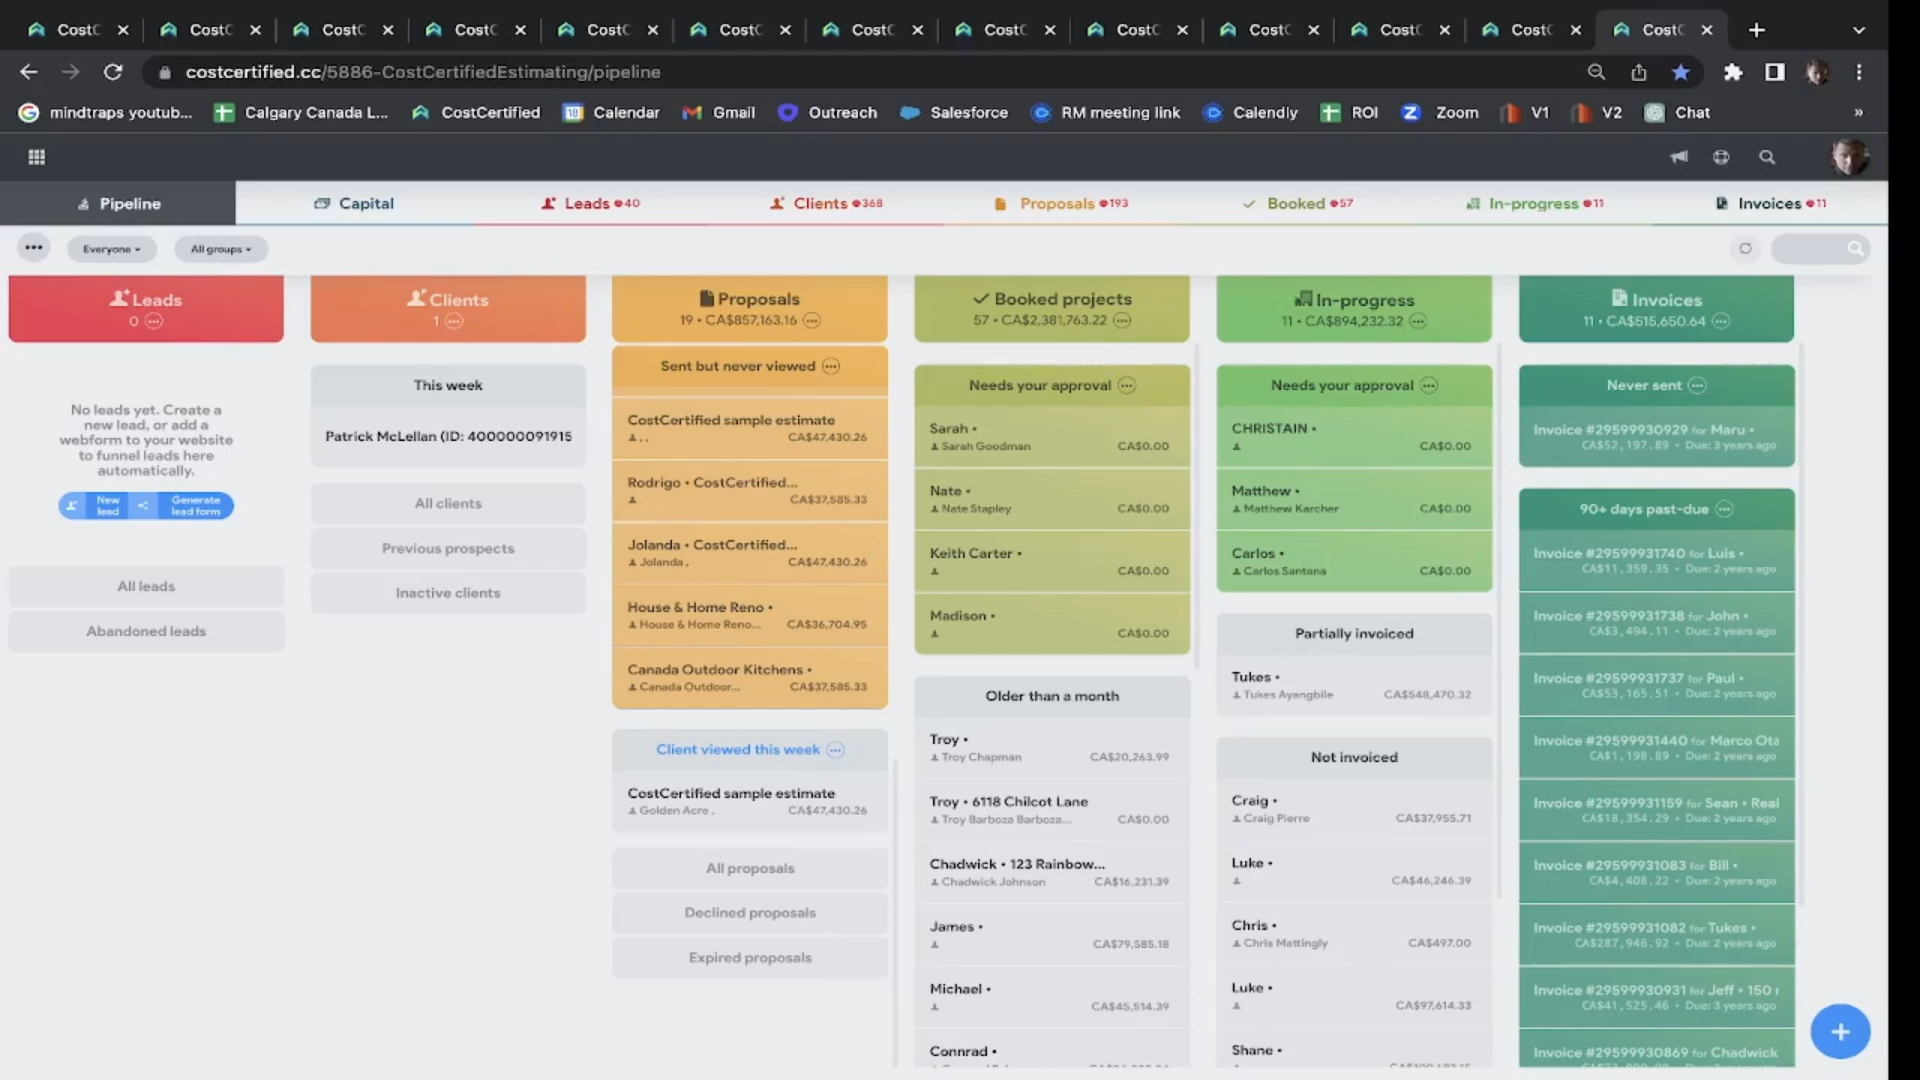 CostC CostC CostC CostC CostC CostC CostC CostC CostC CostC CostC CostC CostC
costcertified.cc/5886-CostCertifiedEstimating/pipeline
mindtraps youtub... Calgary Canada L... CostCertified Calendar Gmail Outreach Salesforce RM meeting link Calendly ROI Zoom V1 V2 Chat »
Pipeline Capital Leads 40 Clients 368 Proposals 193 Booked 57 In-progress 11 Invoices 11
Everyone All groups
Leads
0
No leads yet. Create a
new lead, or add a
webform to your website
to funnel leads here
automatically.
New lead
Generate lead form
All leads
Abandoned leads
Clients
1
This week
Patrick McLellan (ID: 400000091915
All clients
Previous prospects
Inactive clients
Proposals
19 • CA$857,163.16
Sent but never viewed
CostCertified sample estimate
, , CA$47,430.26
Rodrigo • CostCertified...
CA$37,585.33
Jolanda • CostCertified...
Jolanda , CA$47,430.26
House & Home Reno •
House & Home Reno... CA$36,704.95
Canada Outdoor Kitchens •
Canada Outdoor... CA$37,585.33
Client viewed this week
CostCertified sample estimate
Golden Acre , CA$47,430.26
All proposals
Declined proposals
Expired proposals
Booked projects
57 • CA$2,381,763.22
Needs your approval
Sarah •
Sarah Goodman CA$0.00
Nate •
Nate Stapley CA$0.00
Keith Carter •
CA$0.00
Madison •
CA$0.00
Older than a month
Troy •
Troy Chapman CA$20,263.99
Troy • 6118 Chilcot Lane
Troy Barboza Barboza... CA$0.00
Chadwick • 123 Rainbow...
Chadwick Johnson CA$16,231.39
James •
CA$79,585.18
Michael •
CA$45,514.39
Connrad •
In-progress
11 • CA$894,232.32
Needs your approval
CHRISTAIN •
CA$0.00
Matthew •
Matthew Karcher CA$0.00
Carlos •
Carlos Santana CA$0.00
Partially invoiced
Tukes •
Tukes Ayangbile CA$548,470.32
Not invoiced
Craig •
Craig Pierre CA$37,955.71
Luke •
CA$46,246.39
Chris •
Chris Mattingly CA$497.00
Luke •
CA$97,614.33
Shane •
Invoices
11 • CA$515,650.64
Never sent
Invoice #29599930929 for Maru •
CA$52,197.89 • Due: 3 years ago
90+ days past-due
Invoice #29599931740 for Luis •
CA$11,359.35 • Due: 2 years ago
Invoice #29599931738 for John •
CA$3,494.11 • Due: 2 years ago
Invoice #29599931737 for Paul •
CA$53,165.51 • Due: 2 years ago
Invoice #29599931440 for Marco Ota
CA$1,198.89 • Due: 2 years ago
Invoice #29599931159 for Sean • Real
CA$18,354.29 • Due: 2 years ago
Invoice #29599931083 for Bill •
CA$4,408.22 • Due: 2 years ago
Invoice #29599931082 for Tukes •
CA$287,946.92 • Due: 2 years ago
Invoice #29599930931 for Jeff • 150
CA$41,525.46 • Due: 3 years ago
Invoice #29599930869 for Chadwick